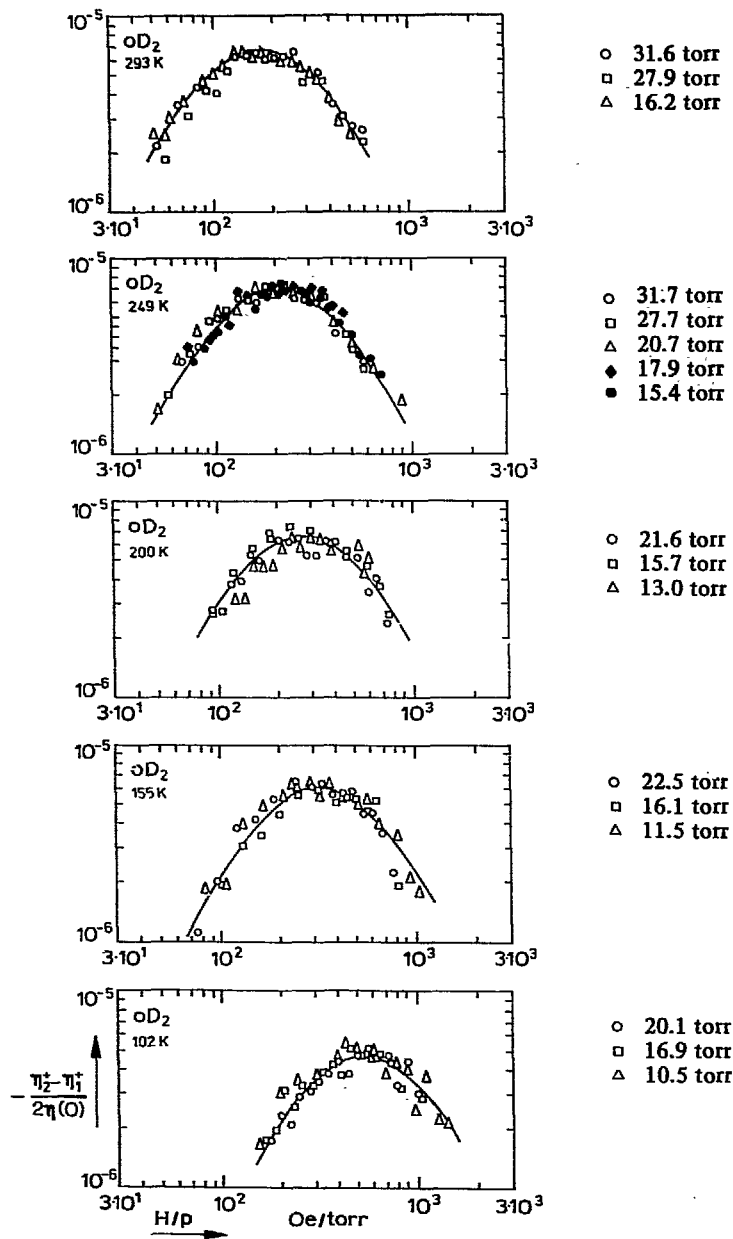 10⁻⁵
oD₂
293 K
10⁻⁶
3·10¹ 10² 10³ 3·10³
○ 31.6 torr
□ 27.9 torr
△ 16.2 torr
10⁻⁵
oD₂
249 K
10⁻⁶
3·10¹ 10² 10³ 3·10³
○ 31.7 torr
□ 27.7 torr
△ 20.7 torr
◆ 17.9 torr
● 15.4 torr
10⁻⁵
oD₂
200 K
10⁻⁶
3·10¹ 10² 10³ 3·10³
○ 21.6 torr
□ 15.7 torr
△ 13.0 torr
10⁻⁵
oD₂
155 K
10⁻⁶
3·10¹ 10² 10³ 3·10³
○ 22.5 torr
□ 16.1 torr
△ 11.5 torr
10⁻⁵
oD₂
102 K
10⁻⁶
3·10¹ 10² 10³ 3·10³
○ 20.1 torr
□ 16.9 torr
△ 10.5 torr
− (η₂⁺−η₁⁺) / 2η(0)
H/p Oe/torr